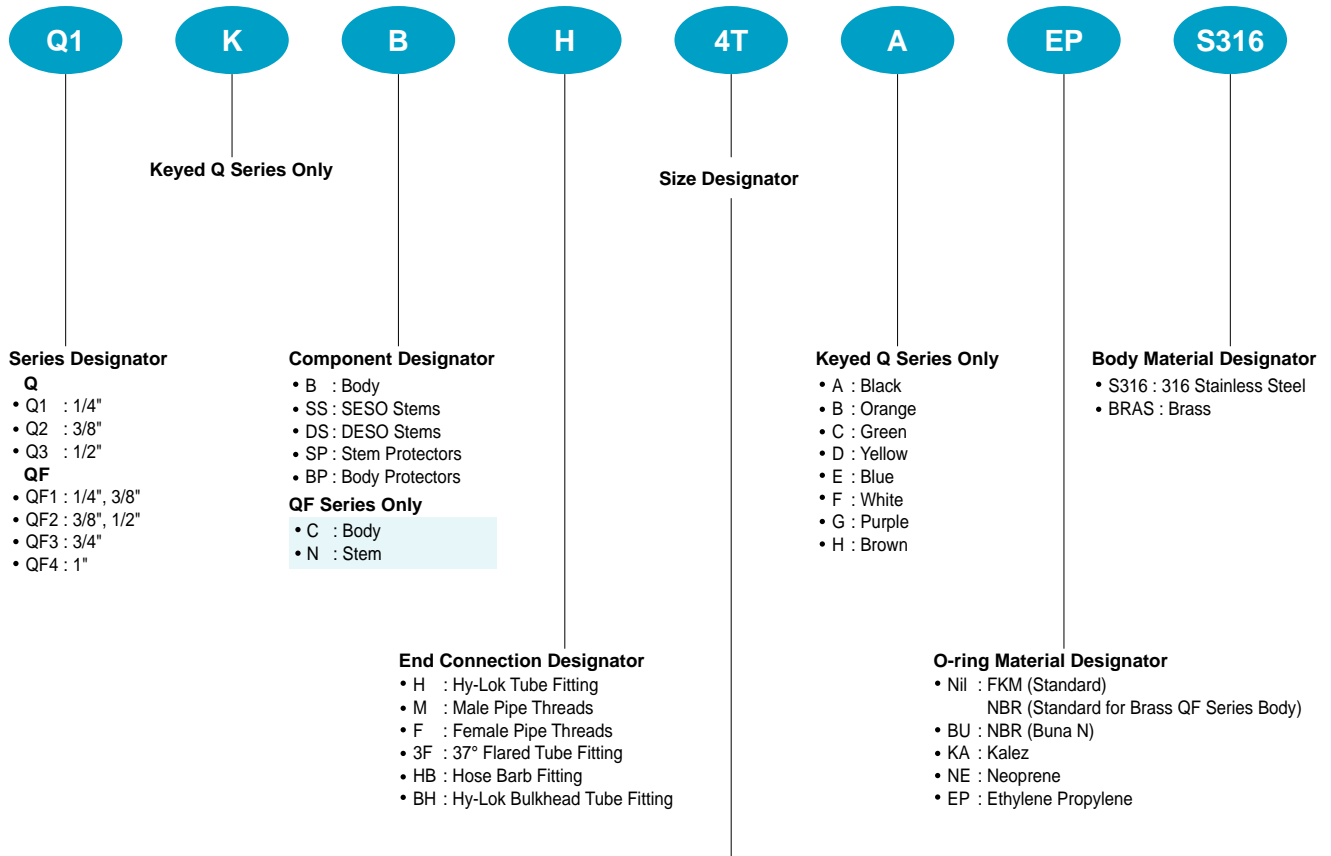 Q1 K B H 4T A EP S316
Keyed Q Series Only
Size Designator
Series Designator
Q
• Q1 : 1/4"
• Q2 : 3/8"
• Q3 : 1/2"
QF
• QF1 : 1/4", 3/8"
• QF2 : 3/8", 1/2"
• QF3 : 3/4"
• QF4 : 1"
Component Designator
• B : Body
• SS : SESO Stems
• DS : DESO Stems
• SP : Stem Protectors
• BP : Body Protectors
QF Series Only
• C : Body
• N : Stem
Keyed Q Series Only
• A : Black
• B : Orange
• C : Green
• D : Yellow
• E : Blue
• F : White
• G : Purple
• H : Brown
Body Material Designator
• S316 : 316 Stainless Steel
• BRAS : Brass
End Connection Designator
• H : Hy-Lok Tube Fitting
• M : Male Pipe Threads
• F : Female Pipe Threads
• 3F : 37° Flared Tube Fitting
• HB : Hose Barb Fitting
• BH : Hy-Lok Bulkhead Tube Fitting
O-ring Material Designator
• Nil : FKM (Standard)
NBR (Standard for Brass QF Series Body)
• BU : NBR (Buna N)
• KA : Kalez
• NE : Neoprene
• EP : Ethylene Propylene